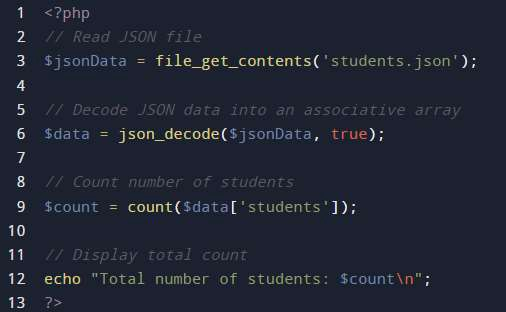 1 <?php
2 // Read JSON file
3 $jsonData = file_get_contents('students.json');
4
5 // Decode JSON data into an associative array
6 $data = json_decode($jsonData, true);
7
8 // Count number of students
9 $count = count($data['students']);
10
11 // Display total count
12 echo "Total number of students: $count\n";
13 ?>